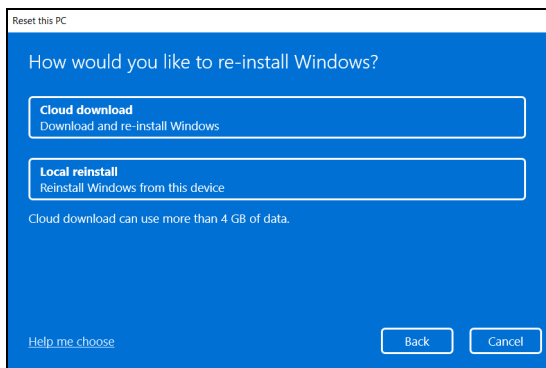 Reset this PC
How would you like to re-install Windows?
Cloud download
Download and re-install Windows
Local reinstall
Reinstall Windows from this device
Cloud download can use more than 4 GB of data.
Help me choose
Back
Cancel